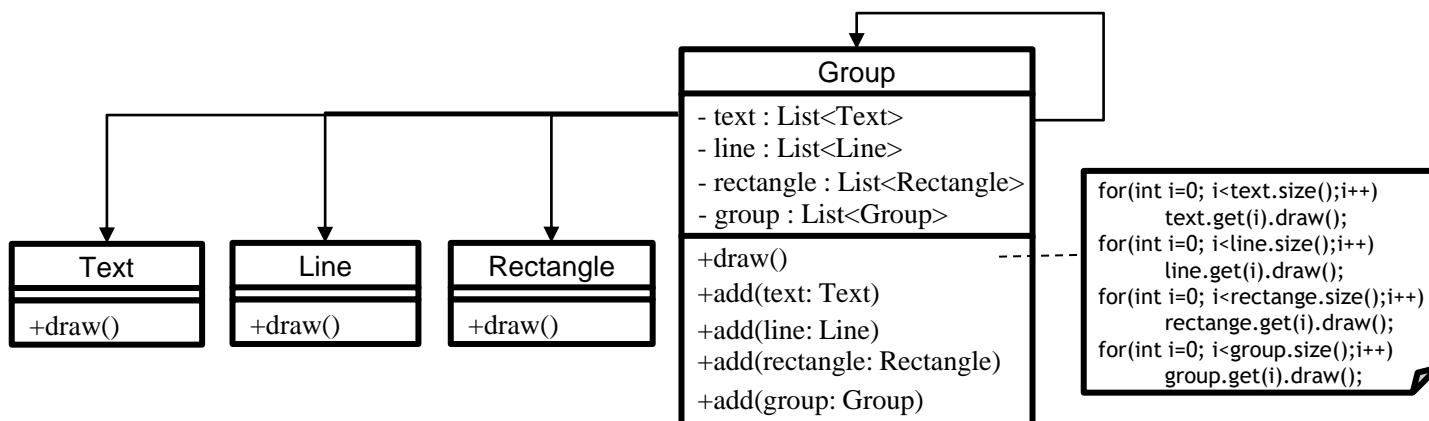 Group
- text : List<Text>
- line : List<Line>
- rectangle : List<Rectangle>
- group : List<Group>
+draw()
+add(text: Text)
+add(line: Line)
+add(rectangle: Rectangle)
+add(group: Group)
Text
+draw()
Line
+draw()
Rectangle
+draw()
for(int i=0; i<text.size();i++)
text.get(i).draw();
for(int i=0; i<line.size();i++)
line.get(i).draw();
for(int i=0; i<rectange.size();i++)
rectange.get(i).draw();
for(int i=0; i<group.size();i++)
group.get(i).draw();